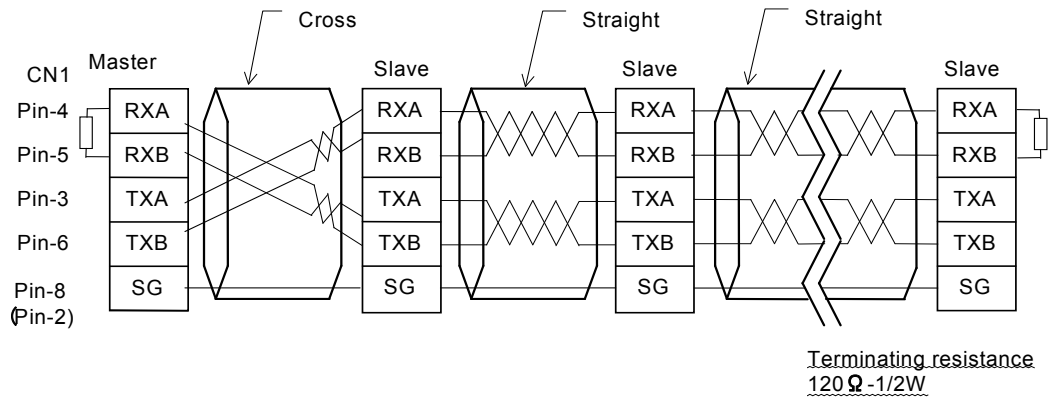 Cross
Straight
Straight
CN1
Master
Slave
Slave
Slave
Pin-4
RXA
RXA
RXA
RXA
Pin-5
RXB
RXB
RXB
RXB
Pin-3
TXA
TXA
TXA
TXA
Pin-6
TXB
TXB
TXB
TXB
Pin-8
SG
SG
SG
SG
(Pin-2)
Terminating resistance
120Ω-1/2W